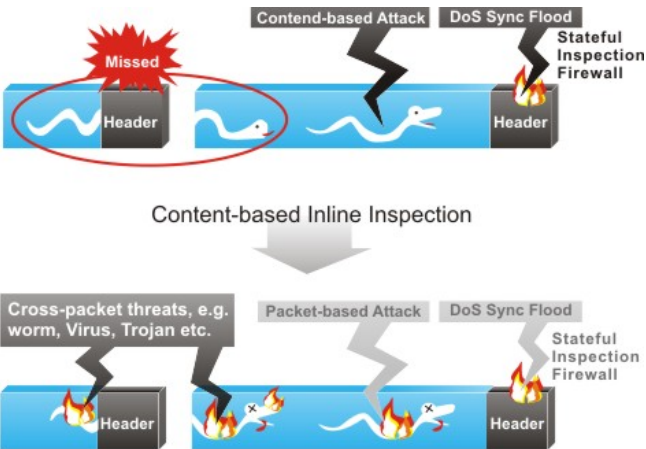 Contend-based Attack
DoS Sync Flood
Stateful
Inspection
Firewall
Missed
Header
Header
Content-based Inline Inspection
Cross-packet threats, e.g.
worm, Virus, Trojan etc.
Packet-based Attack
DoS Sync Flood
Stateful
Inspection
Firewall
Header
Header